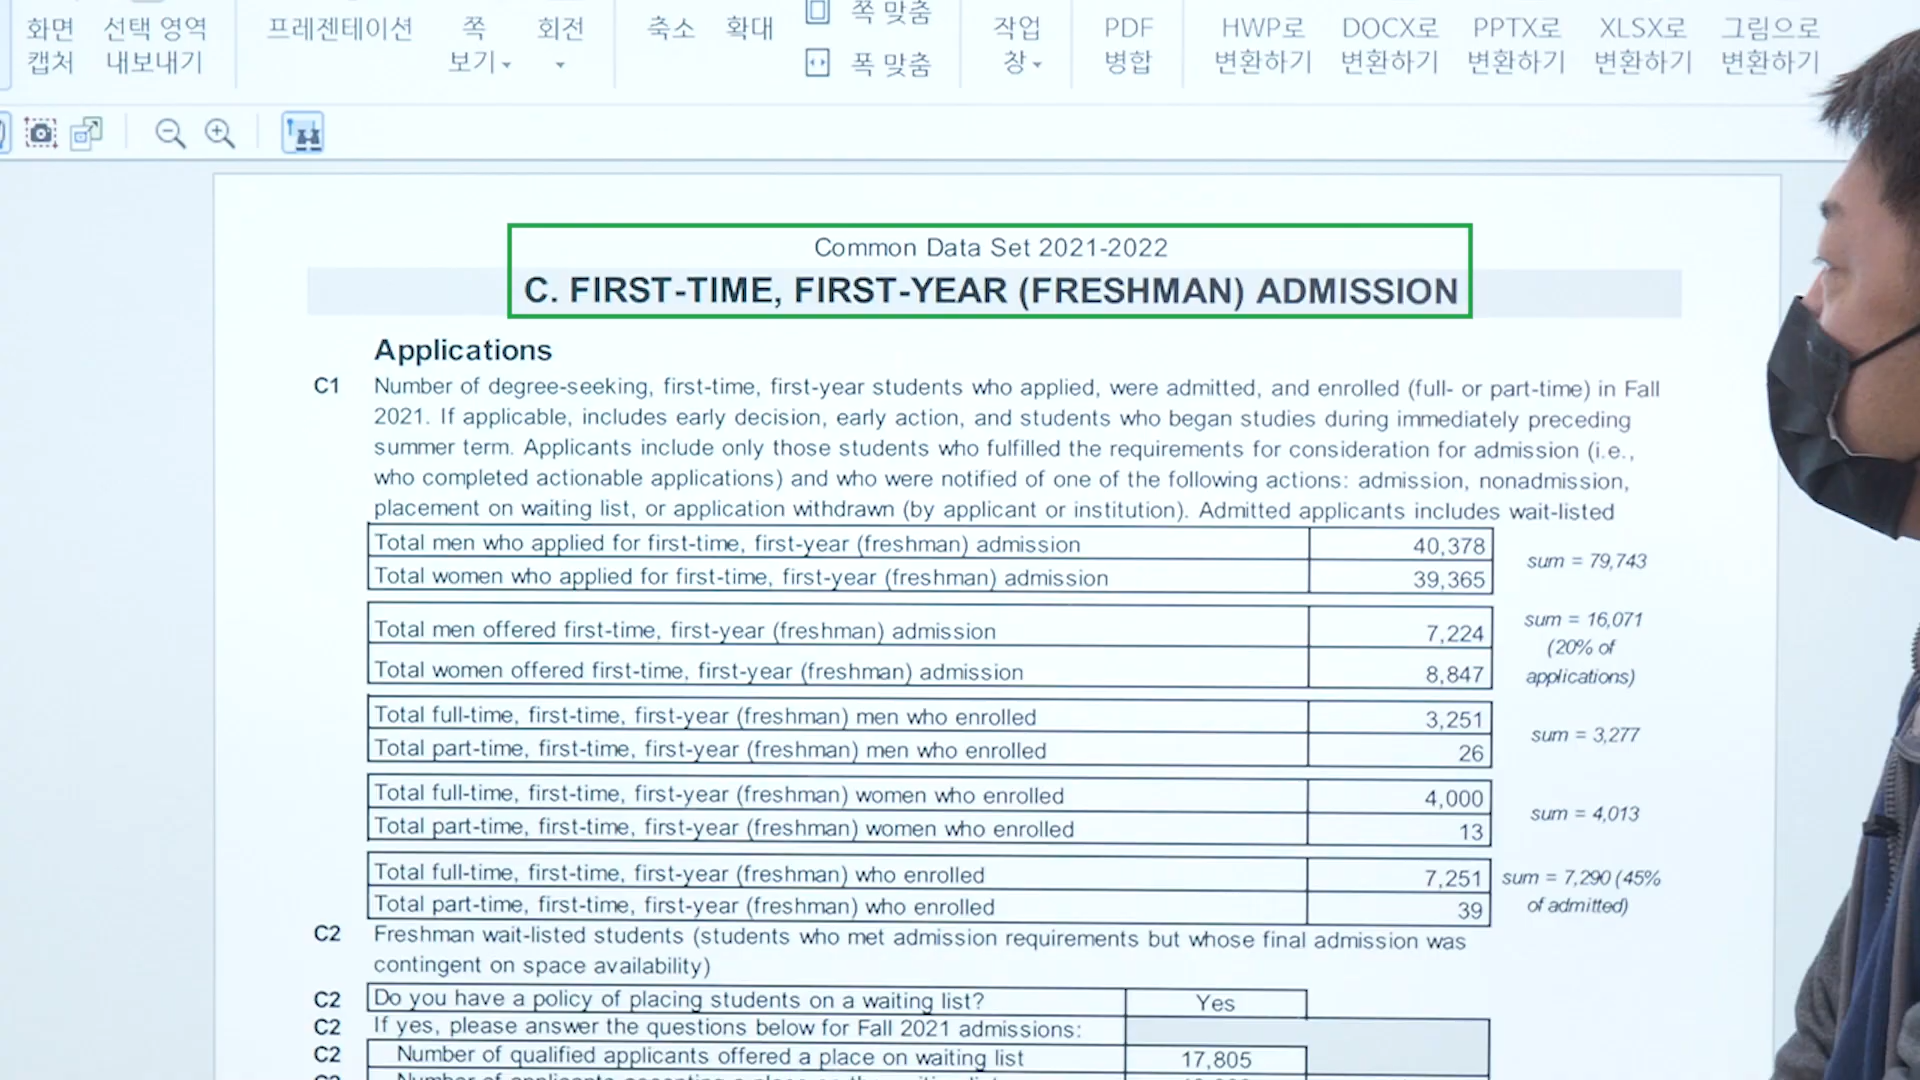 화면
캡처
선택 영역
내보내기
프레젠테이션
쪽
보기
회전
축소
확대
쪽 맞춤
폭 맞춤
작업
창
PDF
병합
HWP로
변환하기
DOCX로
변환하기
PPTX로
변환하기
XLSX로
변환하기
그림으로
변환하기
Common Data Set 2021-2022
C. FIRST-TIME, FIRST-YEAR (FRESHMAN) ADMISSION
Applications
C1 Number of degree-seeking, first-time, first-year students who applied, were admitted, and enrolled (full- or part-time) in Fall
2021. If applicable, includes early decision, early action, and students who began studies during immediately preceding
summer term. Applicants include only those students who fulfilled the requirements for consideration for admission (i.e.,
who completed actionable applications) and who were notified of one of the following actions: admission, nonadmission,
placement on waiting list, or application withdrawn (by applicant or institution). Admitted applicants includes wait-listed
Total men who applied for first-time, first-year (freshman) admission 40,378
Total women who applied for first-time, first-year (freshman) admission 39,365
sum = 79,743
Total men offered first-time, first-year (freshman) admission 7,224
Total women offered first-time, first-year (freshman) admission 8,847
sum = 16,071
(20% of
applications)
Total full-time, first-time, first-year (freshman) men who enrolled 3,251
Total part-time, first-time, first-year (freshman) men who enrolled 26
sum = 3,277
Total full-time, first-time, first-year (freshman) women who enrolled 4,000
Total part-time, first-time, first-year (freshman) women who enrolled 13
sum = 4,013
Total full-time, first-time, first-year (freshman) who enrolled 7,251
Total part-time, first-time, first-year (freshman) who enrolled 39
sum = 7,290 (45%
of admitted)
C2 Freshman wait-listed students (students who met admission requirements but whose final admission was
contingent on space availability)
C2 Do you have a policy of placing students on a waiting list? Yes
C2 If yes, please answer the questions below for Fall 2021 admissions:
C2 Number of qualified applicants offered a place on waiting list 17,805